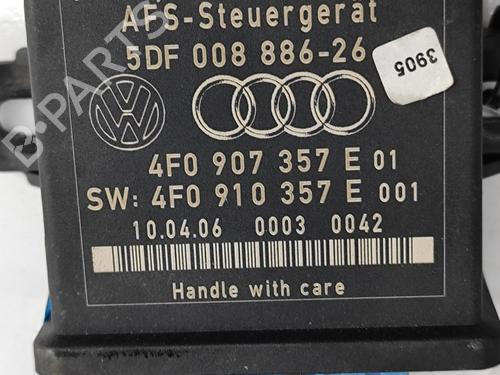 AFS-Steuergerät
5DF 008 886-26
3905
4F0 907 357 E 01
SW: 4F0 910 357 E 001
10.04.06 0003 0042
Handle with care
B-PARTS